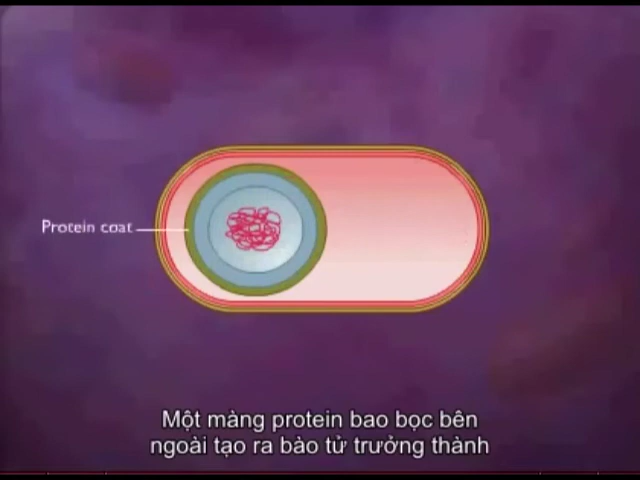 Protein coat
Một màng protein bao bọc bên
ngoài tạo ra bào tử trưởng thành